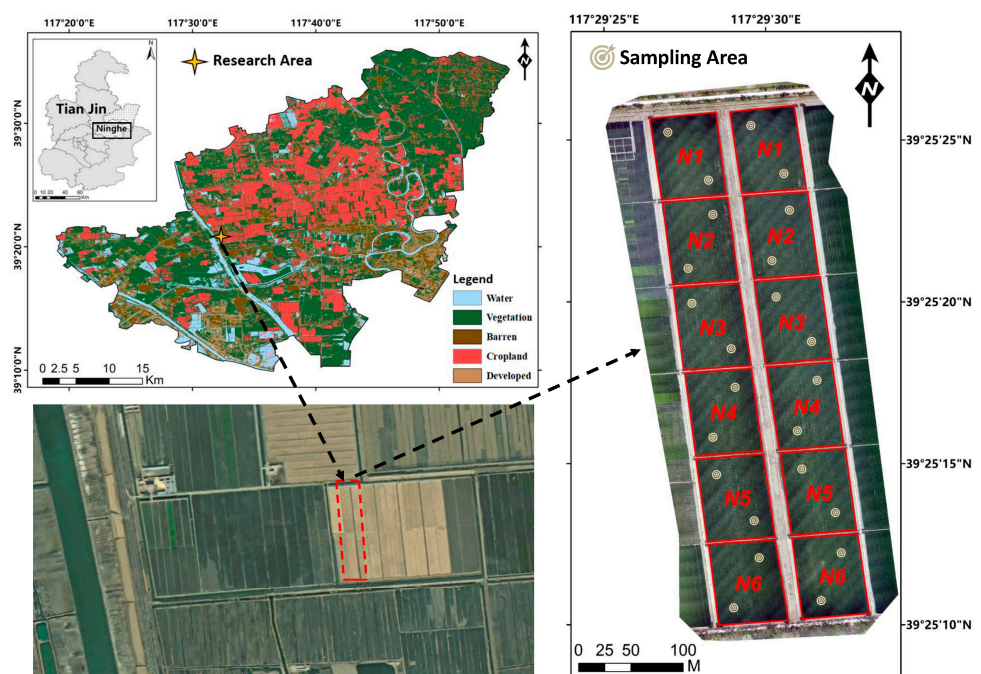 117°20'0"E 117°30'0"E 117°40'0"E 117°50'0"E
39°30'0"N
39°20'0"N
39°10'0"N
N
Tian Jin
Ninghe
0 10 20 40 60
Km
Research Area
N
Legend
Water
Vegetation
Barren
Cropland
Developed
0 2.5 5 10 15
Km
117°29'25"E 117°29'30"E
Sampling Area
N
39°25'25"N
39°25'20"N
39°25'15"N
39°25'10"N
N1 N1
N2 N2
N3 N3
N4 N4
N5 N5
N6 N6
0 25 50 100
M